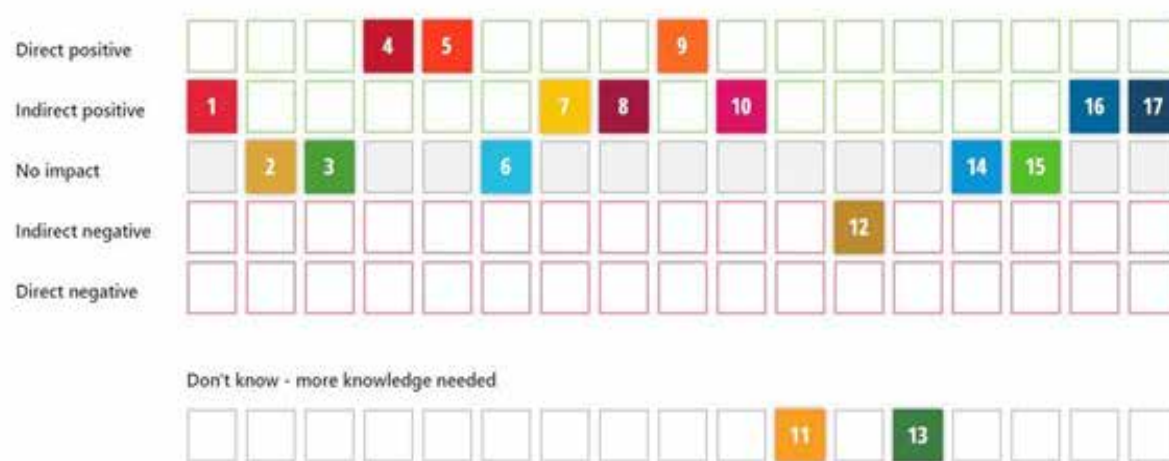 Direct positive 4 5 9
Indirect positive 1 7 8 10 16 17
No impact 2 3 6 14 15
Indirect negative 12
Direct negative
Don't know - more knowledge needed
11 13